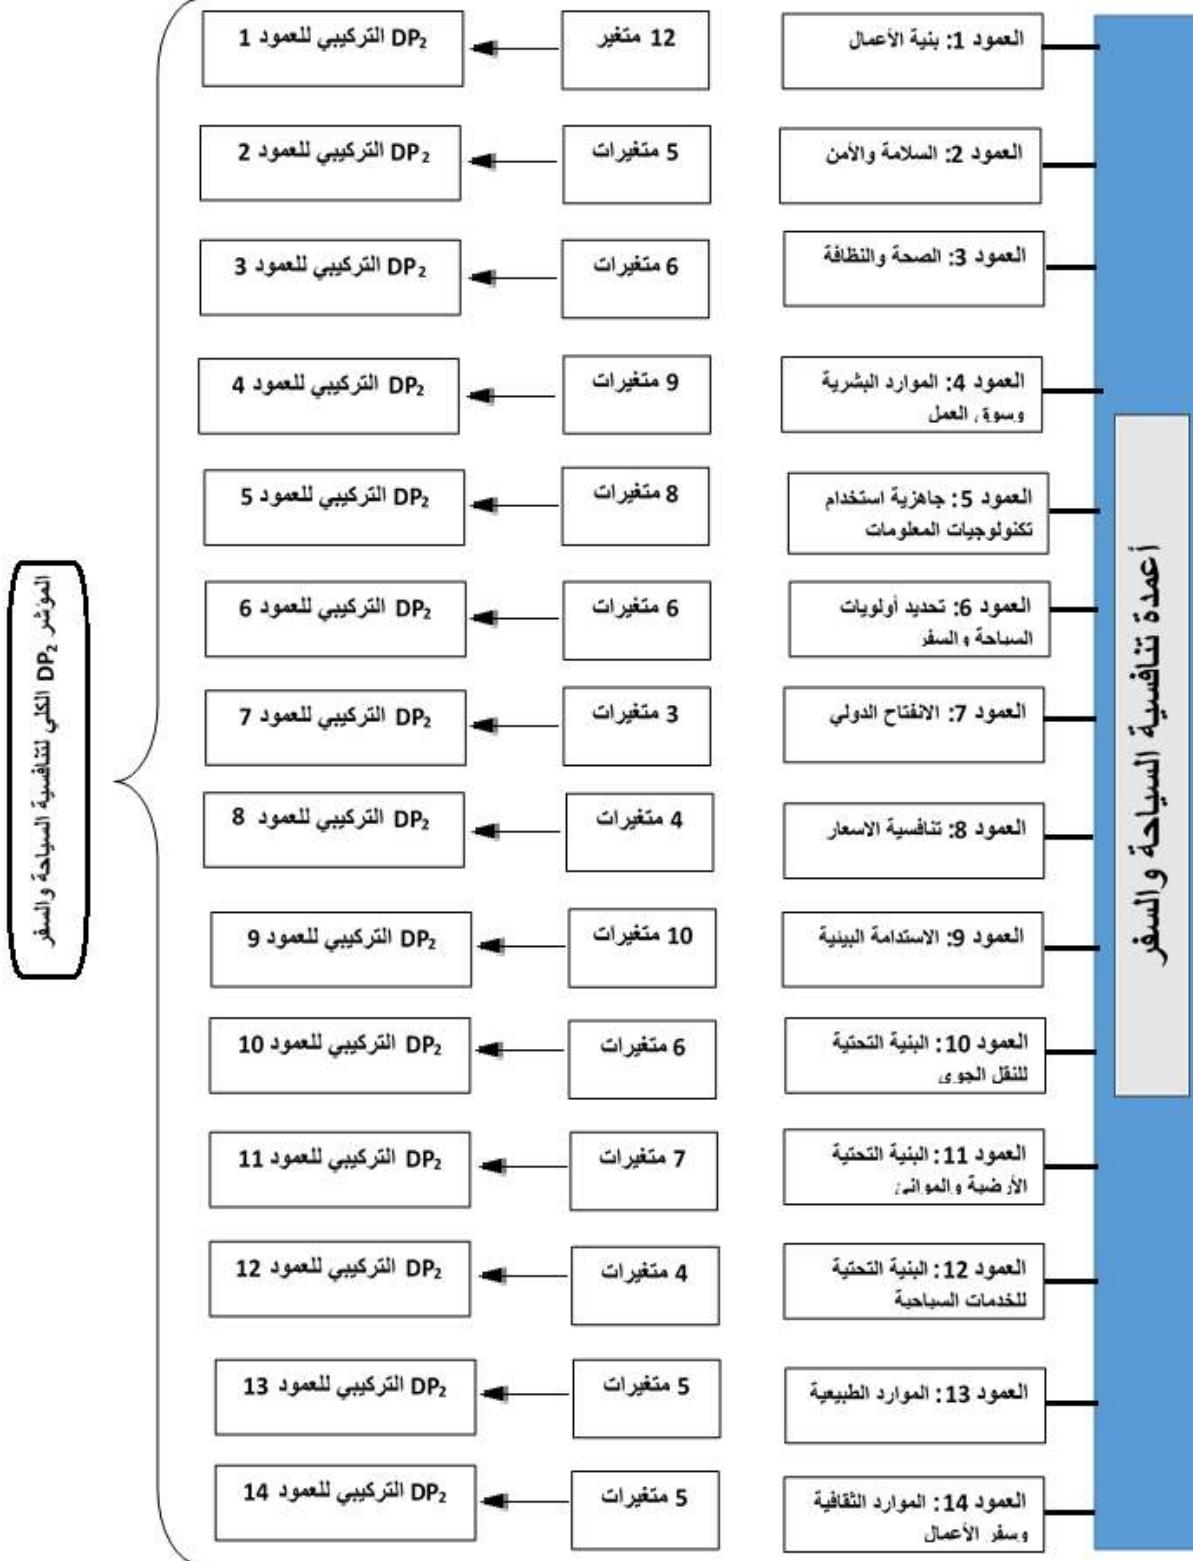 أعمدة تنافسية السياحة والسفر
العمود 1: بنية الأعمال
12 متغير
DP₂ التركيبي للعمود 1
العمود 2: السلامة والأمن
5 متغيرات
DP₂ التركيبي للعمود 2
العمود 3: الصحة والنظافة
6 متغيرات
DP₂ التركيبي للعمود 3
العمود 4: الموارد البشرية
وسوق العمل
9 متغيرات
DP₂ التركيبي للعمود 4
العمود 5: جاهزية استخدام
تكنولوجيات المعلومات
8 متغيرات
DP₂ التركيبي للعمود 5
العمود 6: تحديد أولويات
السياحة والسفر
6 متغيرات
DP₂ التركيبي للعمود 6
العمود 7: الانفتاح الدولي
3 متغيرات
DP₂ التركيبي للعمود 7
العمود 8: تنافسية الاسعار
4 متغيرات
DP₂ التركيبي للعمود 8
العمود 9: الاستدامة البيئية
10 متغيرات
DP₂ التركيبي للعمود 9
العمود 10: البنية التحتية
للنقل الجوي
6 متغيرات
DP₂ التركيبي للعمود 10
العمود 11: البنية التحتية
الأرضية والموانئ
7 متغيرات
DP₂ التركيبي للعمود 11
العمود 12: البنية التحتية
للخدمات السياحية
4 متغيرات
DP₂ التركيبي للعمود 12
العمود 13: الموارد الطبيعية
5 متغيرات
DP₂ التركيبي للعمود 13
العمود 14: الموارد الثقافية
وسفر الأعمال
5 متغيرات
DP₂ التركيبي للعمود 14
المؤشر DP₂ الكلي لتنافسية السياحة والسفر